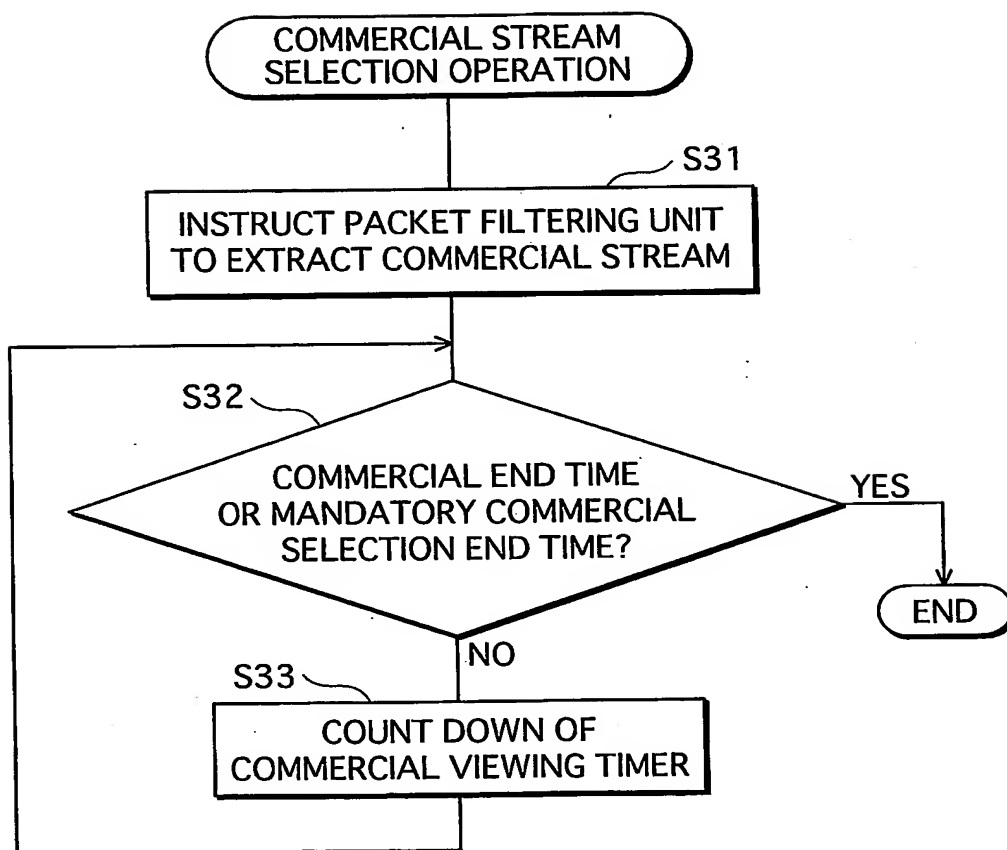 COMMERCIAL STREAM
SELECTION OPERATION
S31
INSTRUCT PACKET FILTERING UNIT
TO EXTRACT COMMERCIAL STREAM
S32
COMMERCIAL END TIME
OR MANDATORY COMMERCIAL
SELECTION END TIME?
YES
END
NO
S33
COUNT DOWN OF
COMMERCIAL VIEWING TIMER